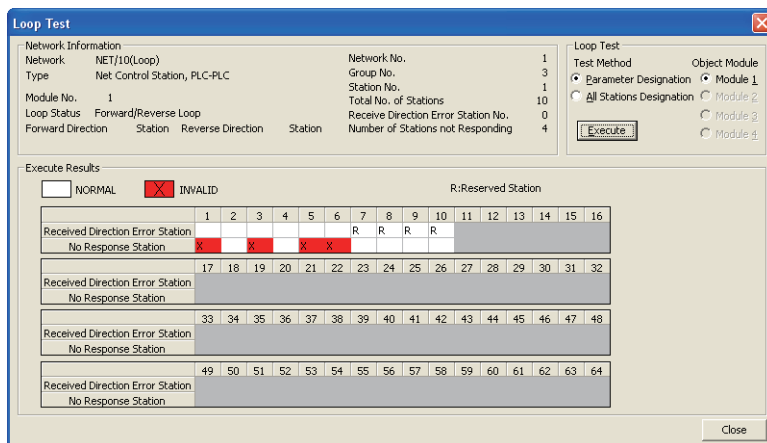 Loop Test
Network Information
Network NET/10(Loop)
Type Net Control Station, PLC-PLC
Module No. 1
Loop Status Forward/Reverse Loop
Forward Direction Station Reverse Direction Station
Network No. 1
Group No. 3
Station No. 1
Total No. of Stations 10
Receive Direction Error Station No. 0
Number of Stations not Responding 4
Loop Test
Test Method Object Module
Parameter Designation Module 1
All Stations Designation Module 2
Module 3
Execute
Module 4
Execute Results
NORMAL X INVALID R:Reserved Station
1 2 3 4 5 6 7 8 9 10 11 12 13 14 15 16
Received Direction Error Station R R R R
No Response Station X X X X
17 18 19 20 21 22 23 24 25 26 27 28 29 30 31 32
Received Direction Error Station
No Response Station
33 34 35 36 37 38 39 40 41 42 43 44 45 46 47 48
Received Direction Error Station
No Response Station
49 50 51 52 53 54 55 56 57 58 59 60 61 62 63 64
Received Direction Error Station
No Response Station
Close